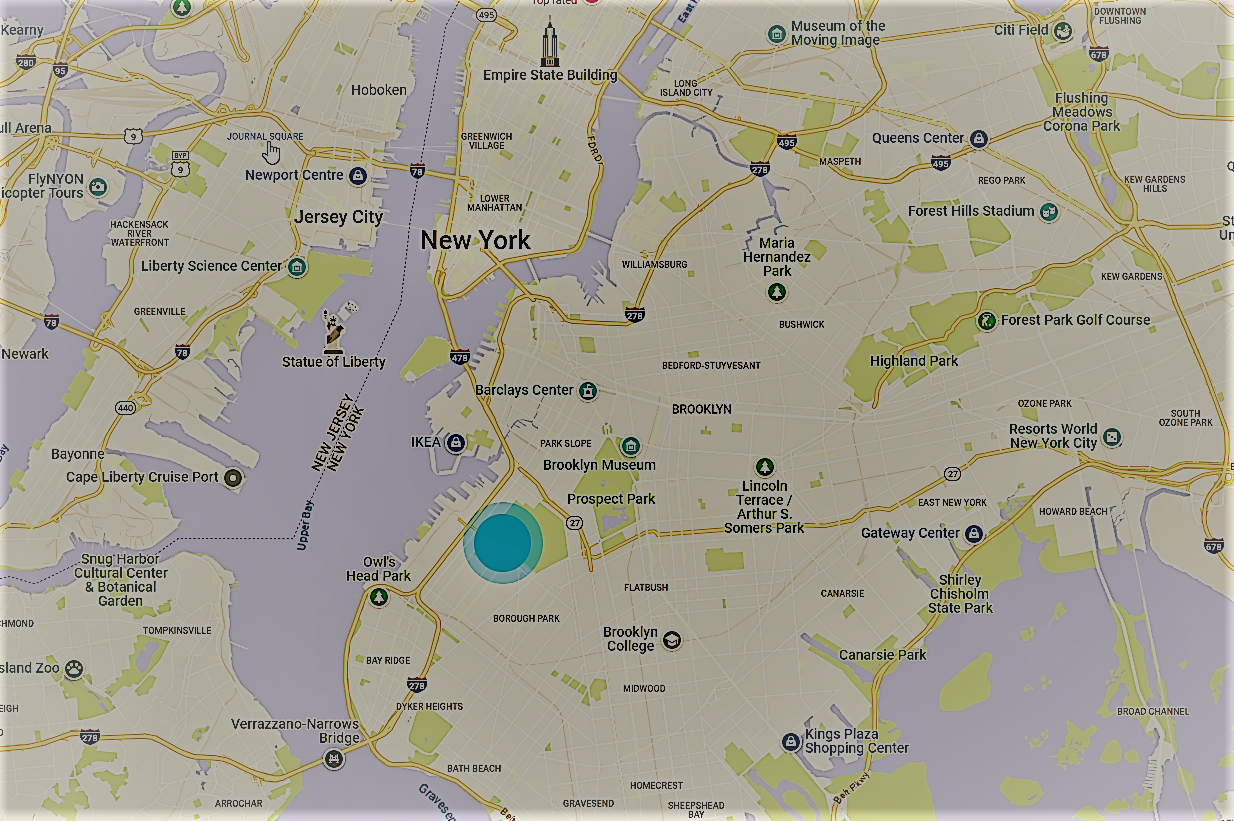 Top rated
495
East
Kearny
Empire State Building
Museum of the
Moving Image
Citi Field
DOWNTOWN
FLUSHING
678
280
95
Hoboken
LONG
ISLAND CITY
Flushing
Meadows
Corona Park
9
JOURNAL SQUARE
GREENWICH
VILLAGE
FDR D
495
Queens Center
495
BYP
9
Newport Centre
78
278
MASPETH
REGO PARK
KEW GARDENS
HILLS
FlyNYON
icopter Tours
LOWER
MANHATTAN
Jersey City
Forest Hills Stadium
HACKENSACK
RIVER
WATERFRONT
New York
Maria
Hernandez
Park
Liberty Science Center
WILLIAMSBURG
KEW GARDENS
GREENVILLE
78
278
BUSHWICK
Forest Park Golf Course
Newark
78
Statue of Liberty
478
BEDFORD-STUYVESANT
Highland Park
Barclays Center
440
NEW JERSEY
NEW YORK
BROOKLYN
OZONE PARK
SOUTH
OZONE PARK
Resorts World
New York City
IKEA
PARK SLOPE
Bayonne
Brooklyn Museum
Cape Liberty Cruise Port
Lincoln
Terrace /
Arthur S.
Somers Park
27
Prospect Park
EAST NEW YORK
HOWARD BEACH
Upper Bay
27
Gateway Center
678
Snug Harbor
Cultural Center
& Botanical
Garden
Owl's
Head Park
FLATBUSH
CANARSIE
Shirley
Chisholm
State Park
TOMPKINSVILLE
BOROUGH PARK
Brooklyn
College
Canarsie Park
BAY RIDGE
278
MIDWOOD
DYKER HEIGHTS
BROAD CHANNEL
278
Verrazzano-Narrows
Bridge
Kings Plaza
Shopping Center
BATH BEACH
HOMECREST
Belt Pkwy
ARROCHAR
GRAVESEND
SHEEPSHEAD
BAY